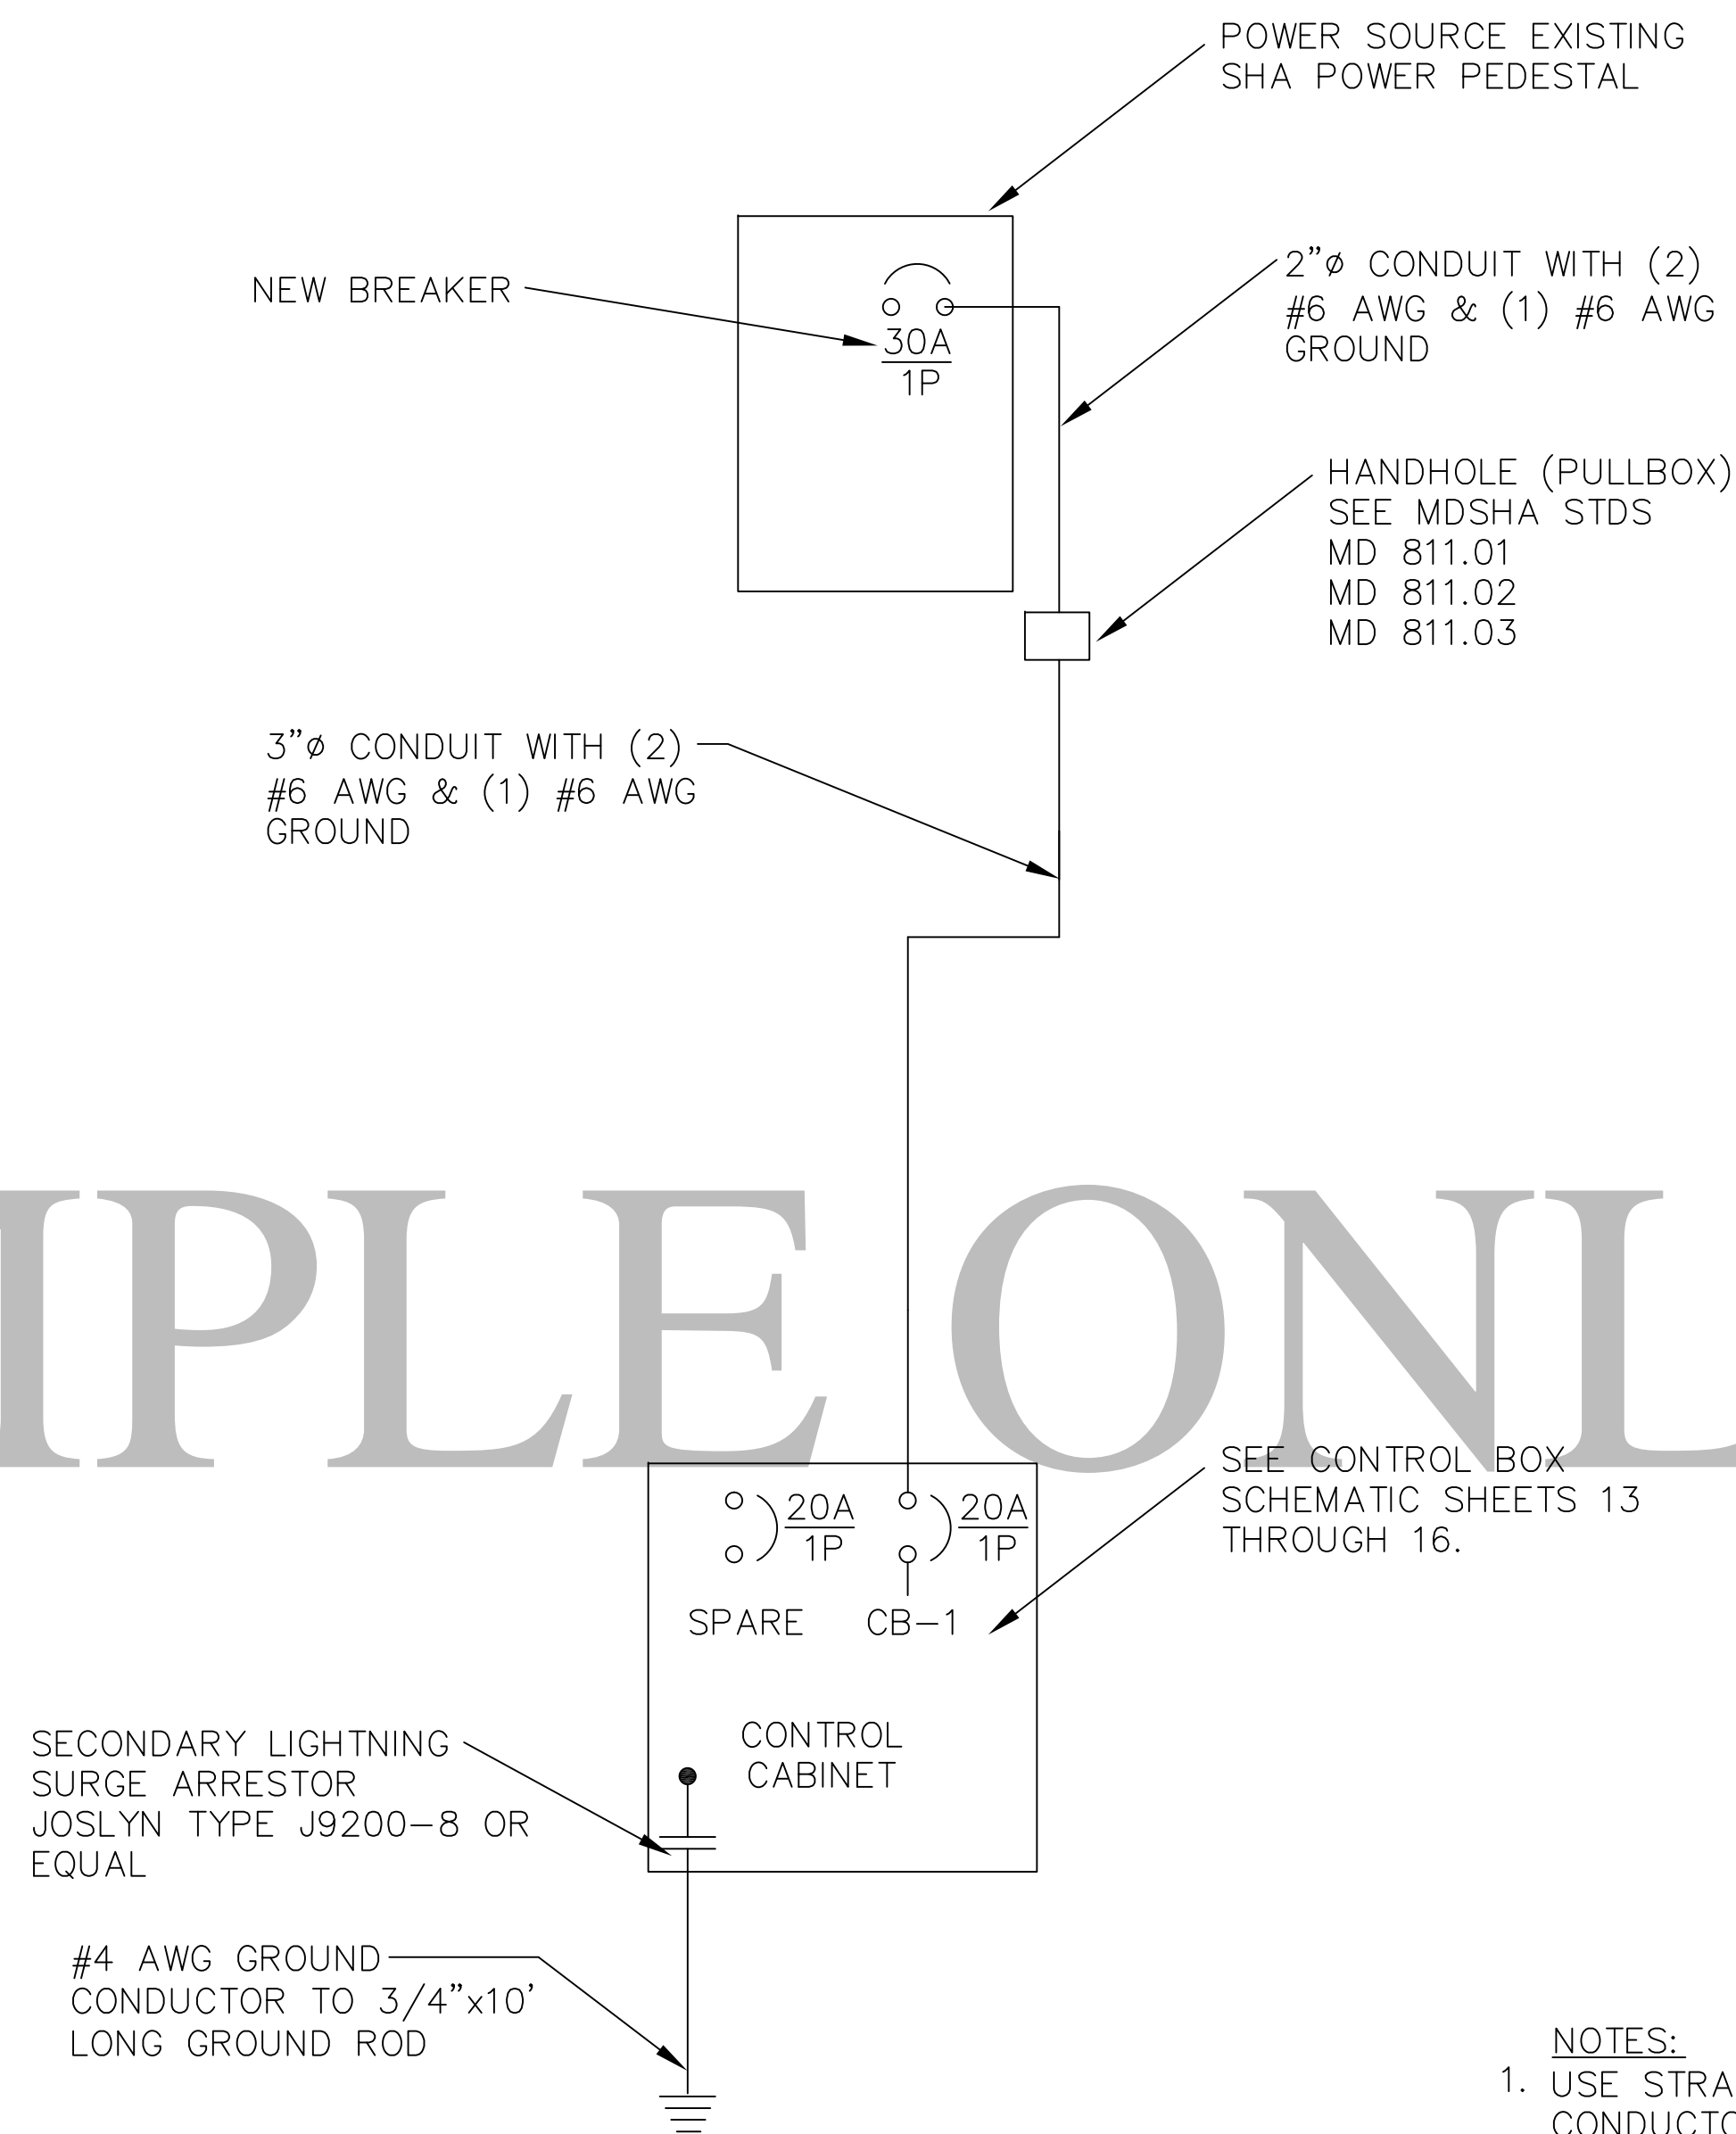 POWER SOURCE EXISTING
SHA POWER PEDESTAL
2"ø CONDUIT WITH (2)
#6 AWG & (1) #6 AWG
GROUND
NEW BREAKER
30A
1P
HANDHOLE (PULLBOX)
SEE MDSHA STDS
MD 811.01
MD 811.02
MD 811.03
3"ø CONDUIT WITH (2)
#6 AWG & (1) #6 AWG
GROUND
PLE ONL
SEE CONTROL BOX
SCHEMATIC SHEETS 13
THROUGH 16.
20A
1P
20A
1P
SPARE
CB-1
CONTROL
CABINET
SECONDARY LIGHTNING
SURGE ARRESTOR
JOSLYN TYPE J9200-8 OR
EQUAL
#4 AWG GROUND
CONDUCTOR TO 3/4"x10'
LONG GROUND ROD
NOTES:
1. USE STRA
CONDUCTO